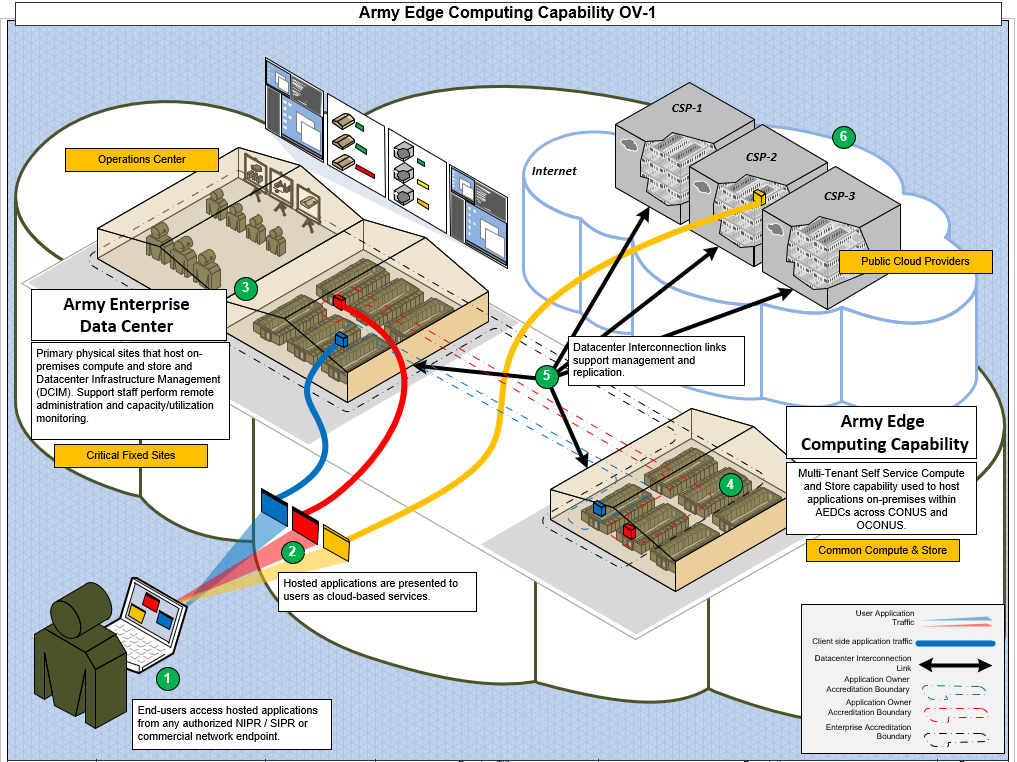 Army Edge Computing Capability OV-1
CSP-1
CSP-2
CSP-3
6
Internet
Operations Center
Public Cloud Providers
3
Army Enterprise
Data Center
Primary physical sites that host on-
premises compute and store and
Datacenter Infrastructure Management
(DCIM). Support staff perform remote
administration and capacity/utilization
monitoring.
Critical Fixed Sites
5
Datacenter Interconnection links
support management and
replication.
Army Edge
Computing Capability
4
Multi-Tenant Self Service Compute
and Store capability used to host
applications on-premises within
AEDCs across CONUS and
OCONUS.
Common Compute & Store
2
Hosted applications are presented to
users as cloud-based services.
1
End-users access hosted applications
from any authorized NIPR / SIPR or
commercial network endpoint.
User Application
Traffic
Client side application traffic
Datacenter Interconnection
Link
Application Owner
Accreditation Boundary
Application Owner
Accreditation Boundary
Enterprise Accreditation
Boundary